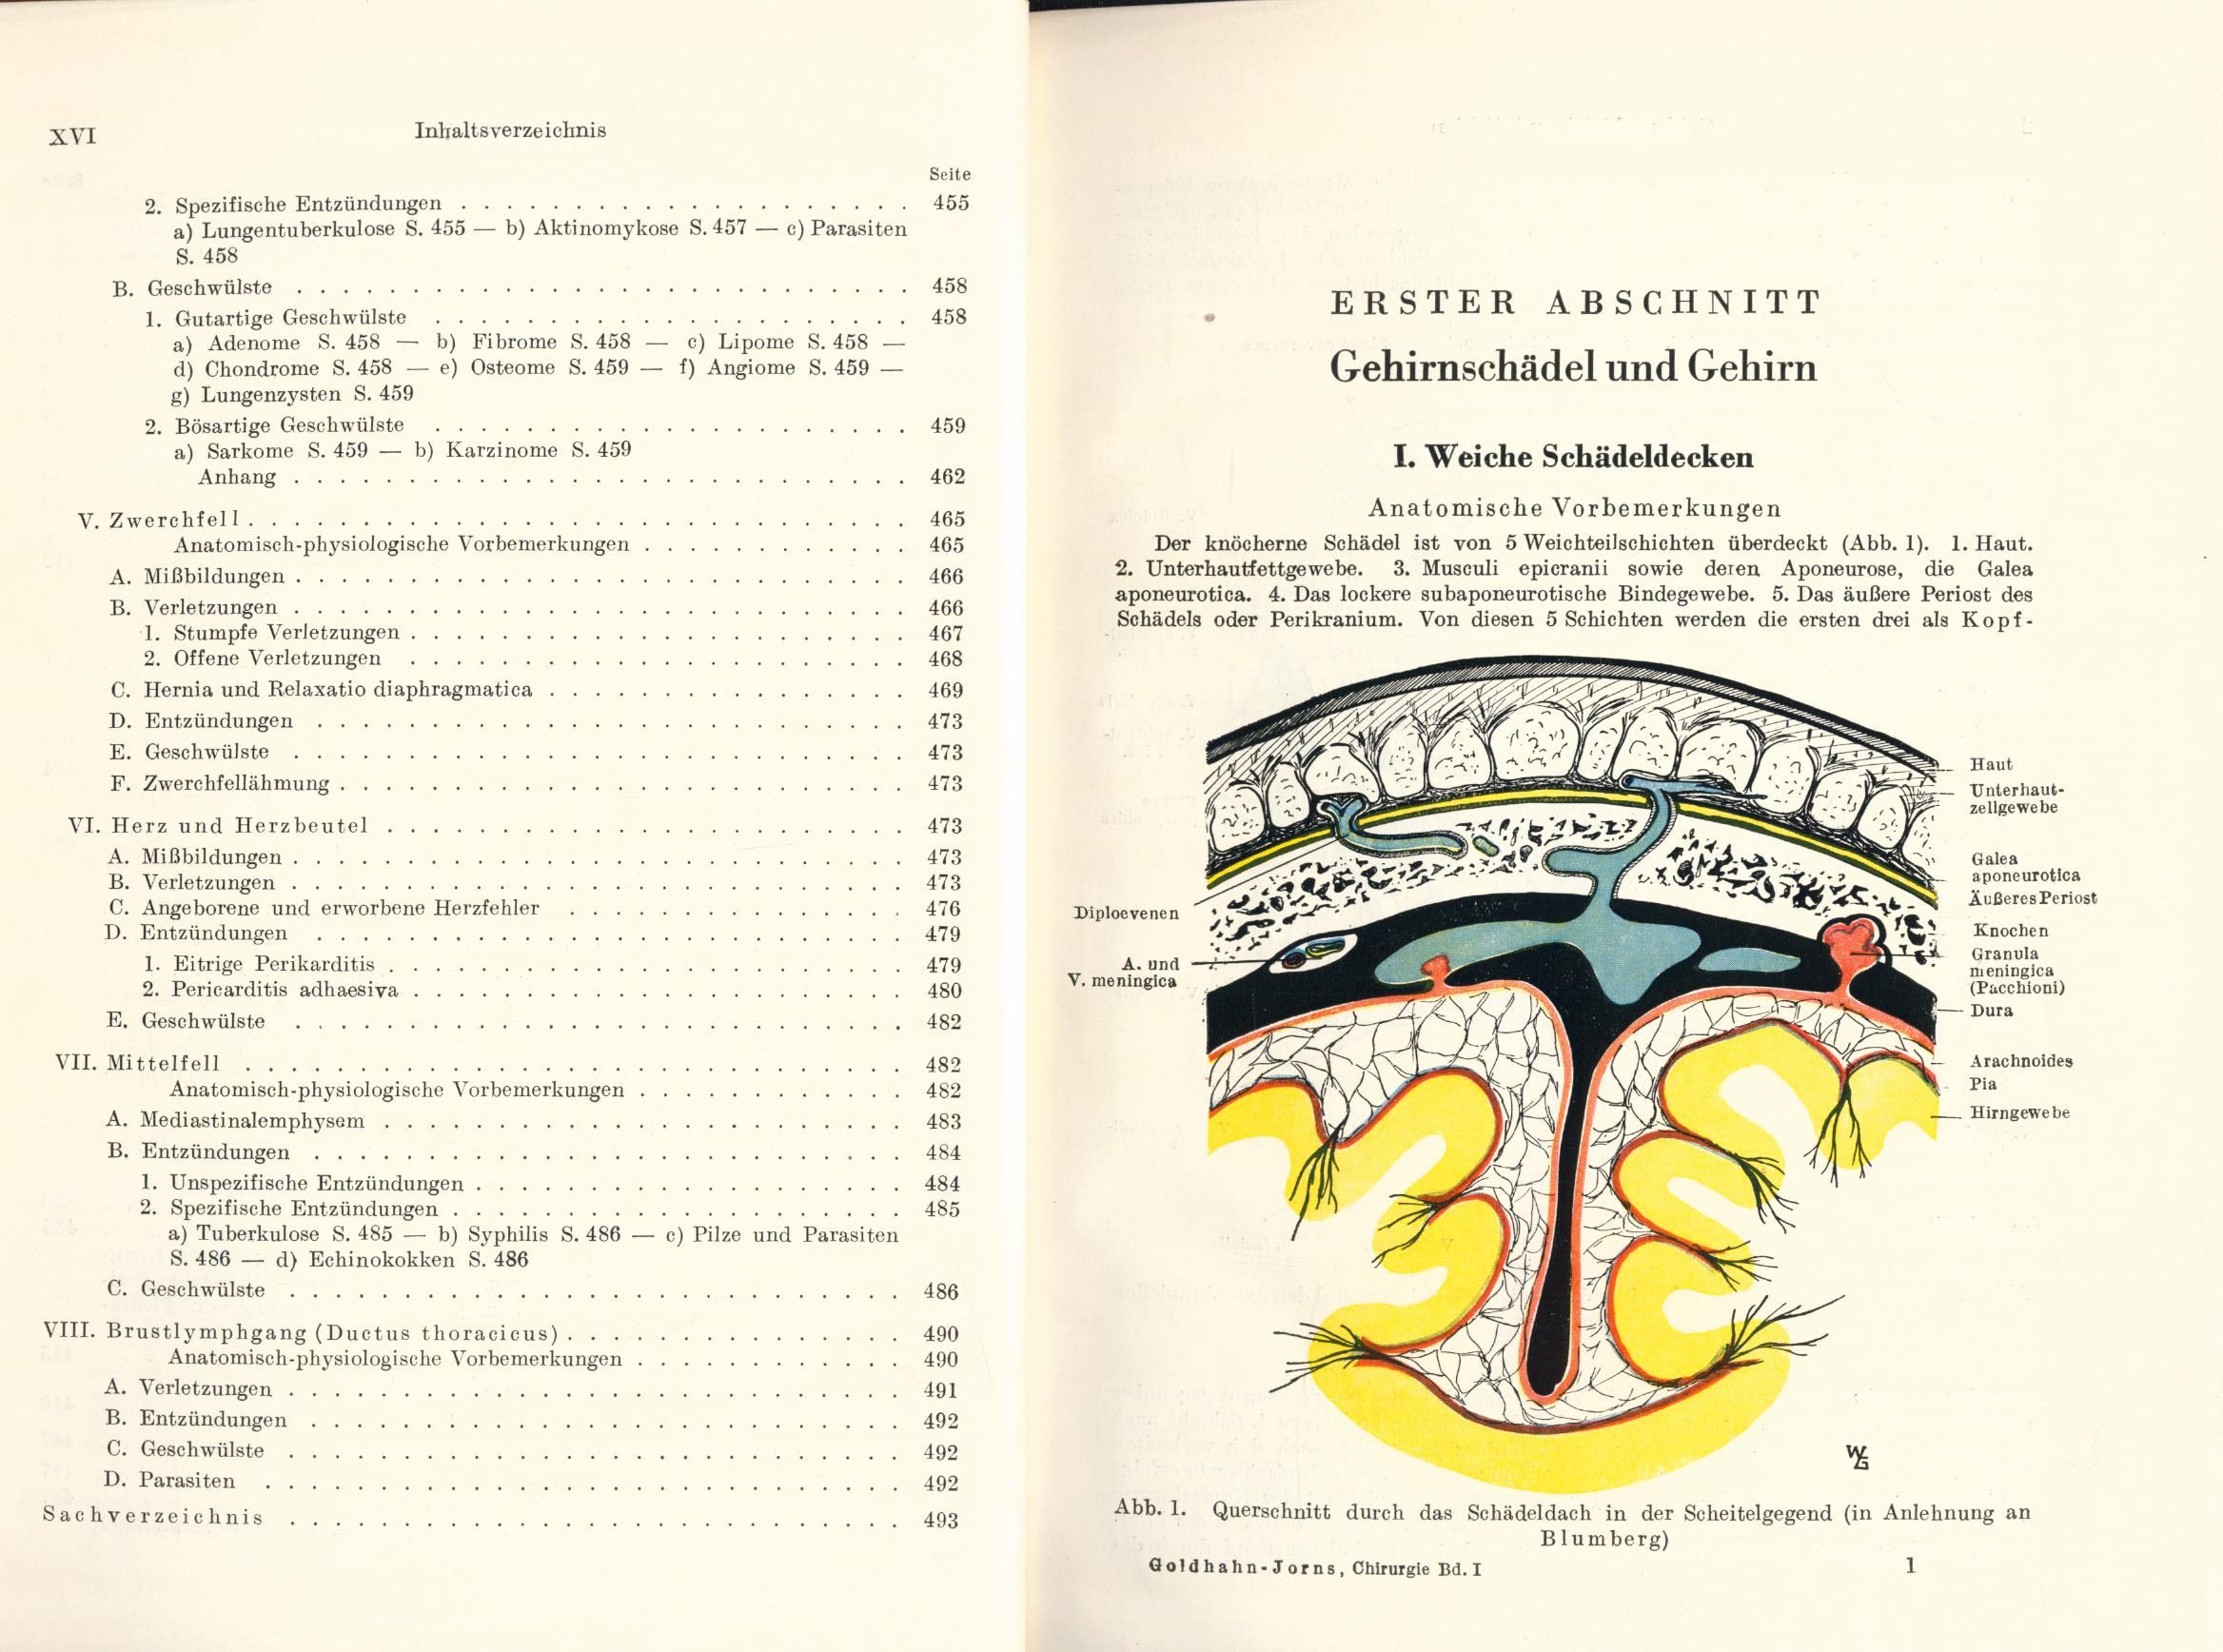 XVI
Inhaltsverzeichnis
Seite
2. Spezifische Entzündungen . . . . . . . . . . . . . . . . . . . 455
a) Lungentuberkulose S. 455 — b) Aktinomykose S. 457 — c) Parasiten
S. 458
B. Geschwülste . . . . . . . . . . . . . . . . . . . . . . . . . . 458
1. Gutartige Geschwülste . . . . . . . . . . . . . . . . . . . . 458
a) Adenome S. 458 — b) Fibrome S. 458 — c) Lipome S. 458 —
d) Chondrome S. 458 — e) Osteome S. 459 — f) Angiome S. 459 —
g) Lungenzysten S. 459
2. Bösartige Geschwülste . . . . . . . . . . . . . . . . . . . . 459
a) Sarkome S. 459 — b) Karzinome S. 459
Anhang . . . . . . . . . . . . . . . . . . . . . . . . . . 462
V. Zwerchfell . . . . . . . . . . . . . . . . . . . . . . . . . . 465
Anatomisch-physiologische Vorbemerkungen . . . . . . . . . . . . 465
A. Mißbildungen . . . . . . . . . . . . . . . . . . . . . . . . . 466
B. Verletzungen . . . . . . . . . . . . . . . . . . . . . . . . . 466
1. Stumpfe Verletzungen . . . . . . . . . . . . . . . . . . . . . 467
2. Offene Verletzungen . . . . . . . . . . . . . . . . . . . . . 468
C. Hernia und Relaxatio diaphragmatica . . . . . . . . . . . . . . . 469
D. Entzündungen . . . . . . . . . . . . . . . . . . . . . . . . . 473
E. Geschwülste . . . . . . . . . . . . . . . . . . . . . . . . . . 473
F. Zwerchfellähmung . . . . . . . . . . . . . . . . . . . . . . . . 473
VI. Herz und Herzbeutel . . . . . . . . . . . . . . . . . . . . . . 473
A. Mißbildungen . . . . . . . . . . . . . . . . . . . . . . . . . 473
B. Verletzungen . . . . . . . . . . . . . . . . . . . . . . . . . 473
C. Angeborene und erworbene Herzfehler . . . . . . . . . . . . . . 476
D. Entzündungen . . . . . . . . . . . . . . . . . . . . . . . . . 479
1. Eitrige Perikarditis . . . . . . . . . . . . . . . . . . . . . . 479
2. Pericarditis adhaesiva . . . . . . . . . . . . . . . . . . . . . 480
E. Geschwülste . . . . . . . . . . . . . . . . . . . . . . . . . . 482
VII. Mittelfell . . . . . . . . . . . . . . . . . . . . . . . . . . 482
Anatomisch-physiologische Vorbemerkungen . . . . . . . . . . . . 482
A. Mediastinalemphysem . . . . . . . . . . . . . . . . . . . . . . 483
B. Entzündungen . . . . . . . . . . . . . . . . . . . . . . . . . 484
1. Unspezifische Entzündungen . . . . . . . . . . . . . . . . . . . 484
2. Spezifische Entzündungen . . . . . . . . . . . . . . . . . . . . 485
a) Tuberkulose S. 485 — b) Syphilis S. 486 — c) Pilze und Parasiten
S. 486 — d) Echinokokken S. 486
C. Geschwülste . . . . . . . . . . . . . . . . . . . . . . . . . . 486
VIII. Brustlymphgang (Ductus thoracicus) . . . . . . . . . . . . . . . 490
Anatomisch-physiologische Vorbemerkungen . . . . . . . . . . . . 490
A. Verletzungen . . . . . . . . . . . . . . . . . . . . . . . . . 491
B. Entzündungen . . . . . . . . . . . . . . . . . . . . . . . . . 492
C. Geschwülste . . . . . . . . . . . . . . . . . . . . . . . . . . 492
D. Parasiten . . . . . . . . . . . . . . . . . . . . . . . . . . . 492
Sachverzeichnis . . . . . . . . . . . . . . . . . . . . . . . . . . 493
ERSTER ABSCHNITT
Gehirnschädel und Gehirn
I. Weiche Schädeldecken
Anatomische Vorbemerkungen
Der knöcherne Schädel ist von 5 Weichteilschichten überdeckt (Abb. 1). 1. Haut.
2. Unterhautfettgewebe. 3. Musculi epicranii sowie deren Aponeurose, die Galea
aponeurotica. 4. Das lockere subaponeurotische Bindegewebe. 5. Das äußere Periost des
Schädels oder Perikranium. Von diesen 5 Schichten werden die ersten drei als Kopf-
Haut
Unterhaut-
zellgewebe
Galea
aponeurotica
Äußeres Periost
Knochen
Granula
meningica
(Pacchioni)
Dura
Arachnoides
Pia
Hirngewebe
Diploevenen
A. und
V. meningica
WG
Abb. 1. Querschnitt durch das Schädeldach in der Scheitelgegend (in Anlehnung an
Blumberg)
Goldhahn-Jorns, Chirurgie Bd. I
1